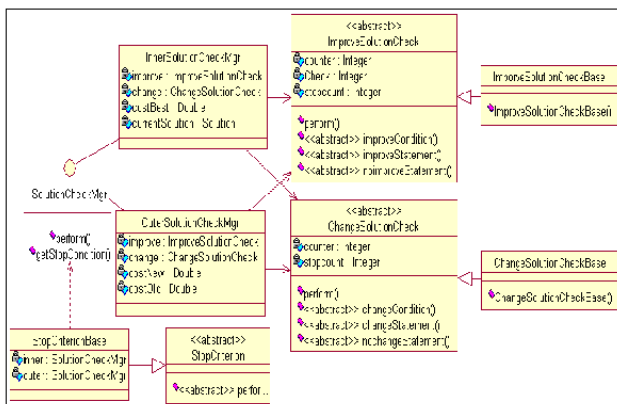 InnerSolutionCheckMgr
improve : ImproveSolutionCheck
change : ChangeSolutionCheck
costBest : Double
currentSolution : Solution
<<abstract>>
ImproveSolutionCheck
counter : Integer
Check : Integer
stopcount : Integer
perform()
<<abstract>> improveCondition()
<<abstract>> improveStatement()
<<abstract>> noimproveStatement()
ImproveSolutionCheckBase
ImproveSolutionCheckBase()
SolutionCheckMgr
perform()
getStopCondition()
OuterSolutionCheckMgr
improve : ImproveSolutionCheck
change : ChangeSolutionCheck
costNew : Double
costOld : Double
<<abstract>>
ChangeSolutionCheck
counter : Integer
stopcount : Integer
perform()
<<abstract>> changeCondition()
<<abstract>> changeStatement()
<<abstract>> nochangeStatement()
ChangeSolutionCheckBase
ChangeSolutionCheckBase()
StopCriterionBase
inner : SolutionCheckMgr
outer : SolutionCheckMgr
<<abstract>>
StopCriterion
<<abstract>> perfor...